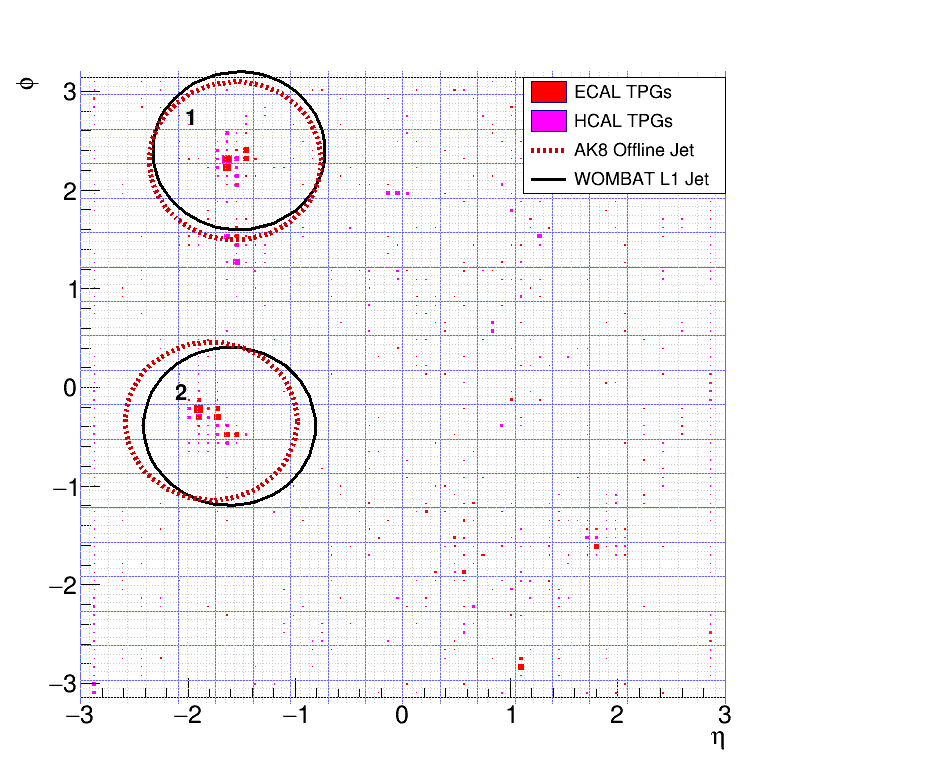 ϕ
3
2
1
0
−1
−2
−3
1
2
ECAL TPGs
HCAL TPGs
AK8 Offline Jet
WOMBAT L1 Jet
−3 −2 −1 0 1 2 3
η